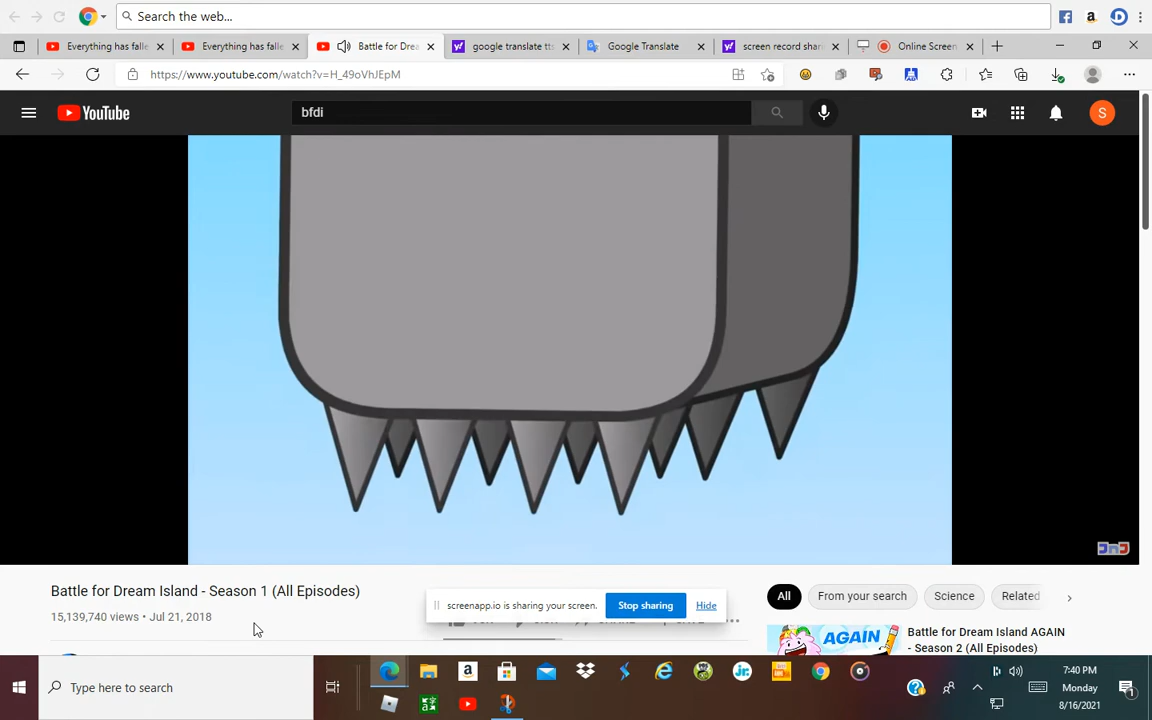 Search the web...
Everything has falle
Everything has falle
Battle for Drea
google translate tts
Google Translate
screen record shar
Online Screen
https://www.youtube.com/watch?v=H_49oVhJEpM
YouTube
bfdi
S
Battle for Dream Island - Season 1 (All Episodes)
15,139,740 views • Jul 21, 2018
screenapp.io is sharing your screen.
Stop sharing
Hide
All
From your search
Science
Related
AGAIN
Battle for Dream Island AGAIN
- Season 2 (All Episodes)
Type here to search
jr.
7:40 PM
Monday
8/16/2021
1